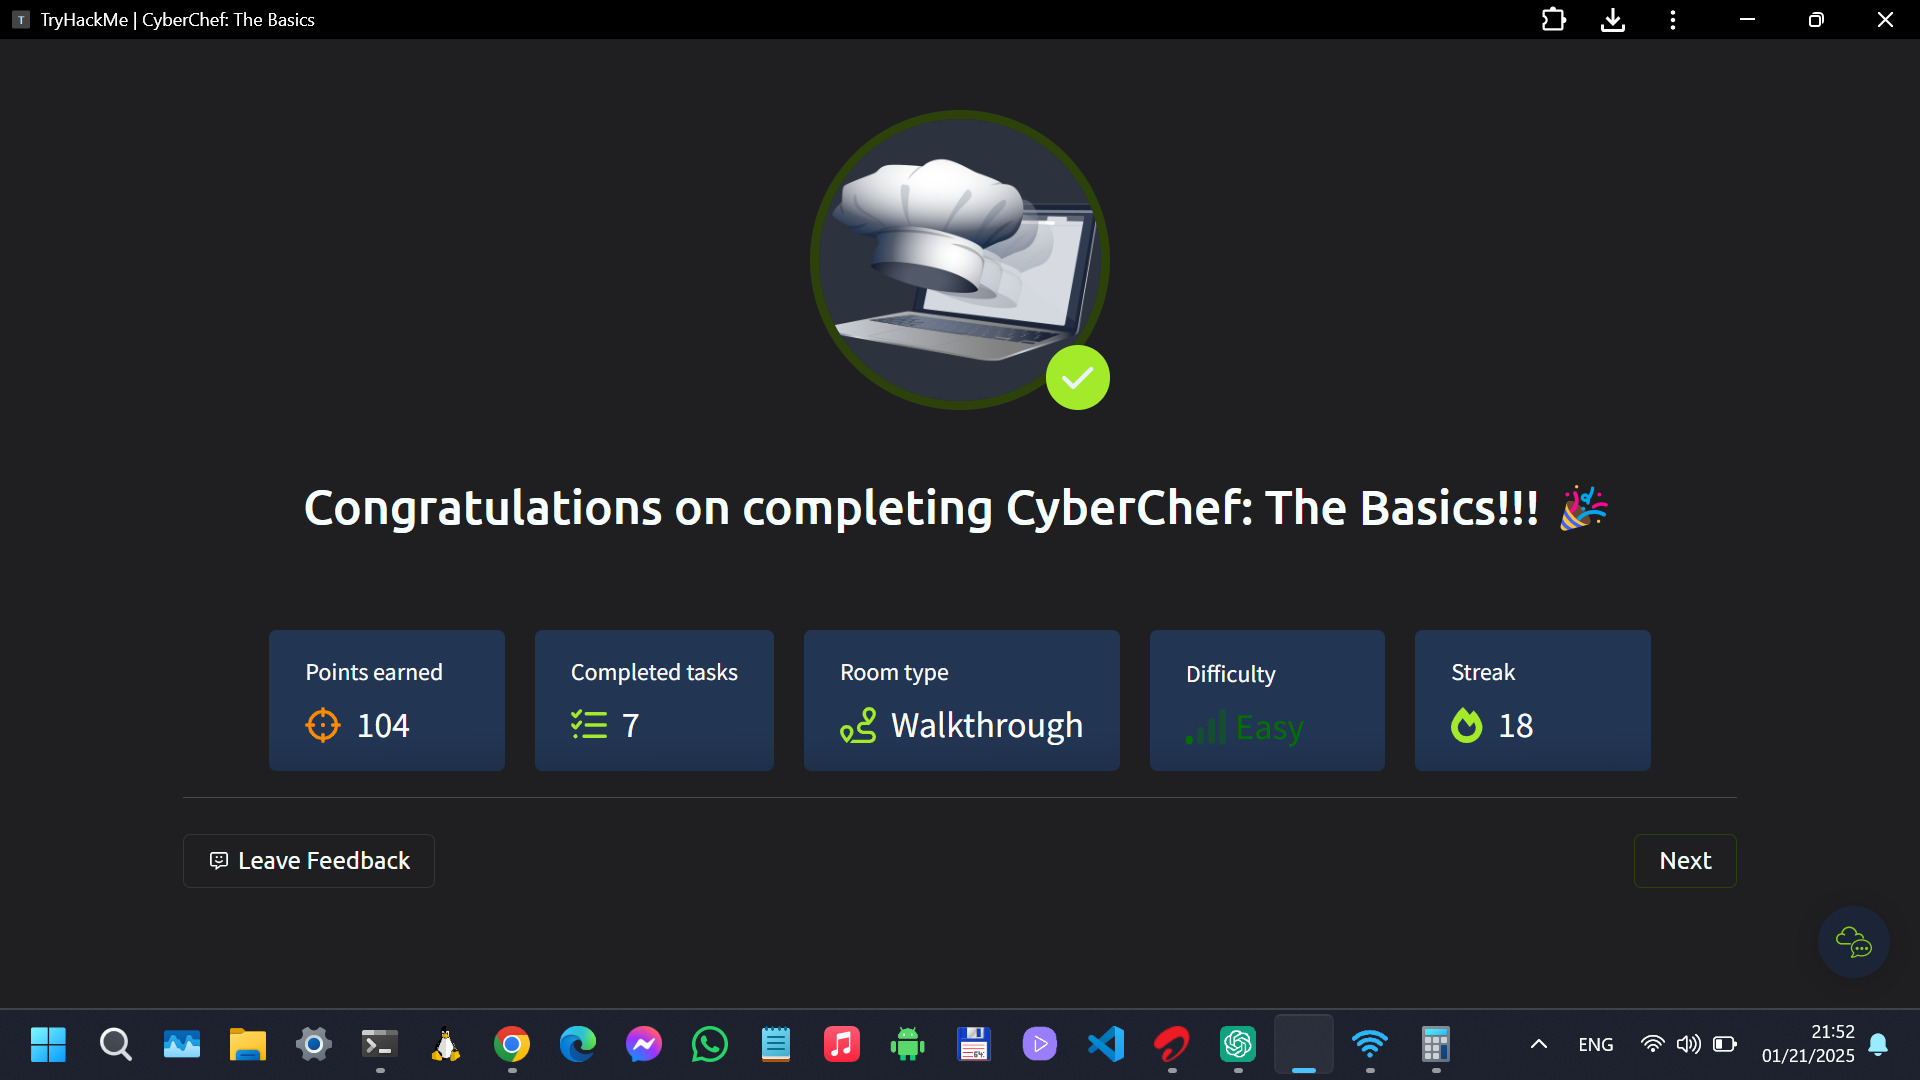 T TryHackMe | CyberChef: The Basics
Congratulations on completing CyberChef: The Basics!!! 🎉
Points earned
104
Completed tasks
7
Room type
Walkthrough
Difficulty
Easy
Streak
18
Leave Feedback
Next
64
ENG
21:52
01/21/2025